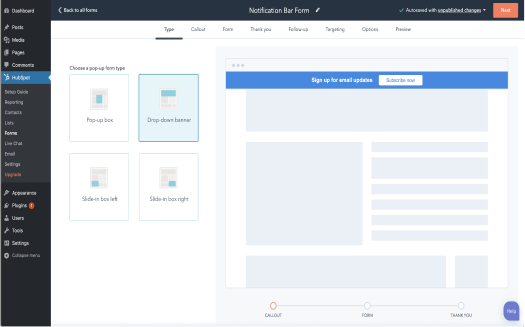 Dashboard
Posts
Media
Pages
Comments
HubSpot
Setup Guide
Reporting
Contacts
Lists
Forms
Live Chat
Email
Settings
Upgrade
Appearance
Plugins 1
Users
Tools
Settings
Collapse menu
Back to all forms
Notification Bar Form
Autosaved with unpublished changes
Next
Type Callout Form Thank you Follow-up Targeting Options Preview
Choose a pop-up form type
Pop-up box
Drop-down banner
Slide-in box left
Slide-in box right
Sign up for email updates
Subscribe now
CALLOUT FORM THANK YOU
Help